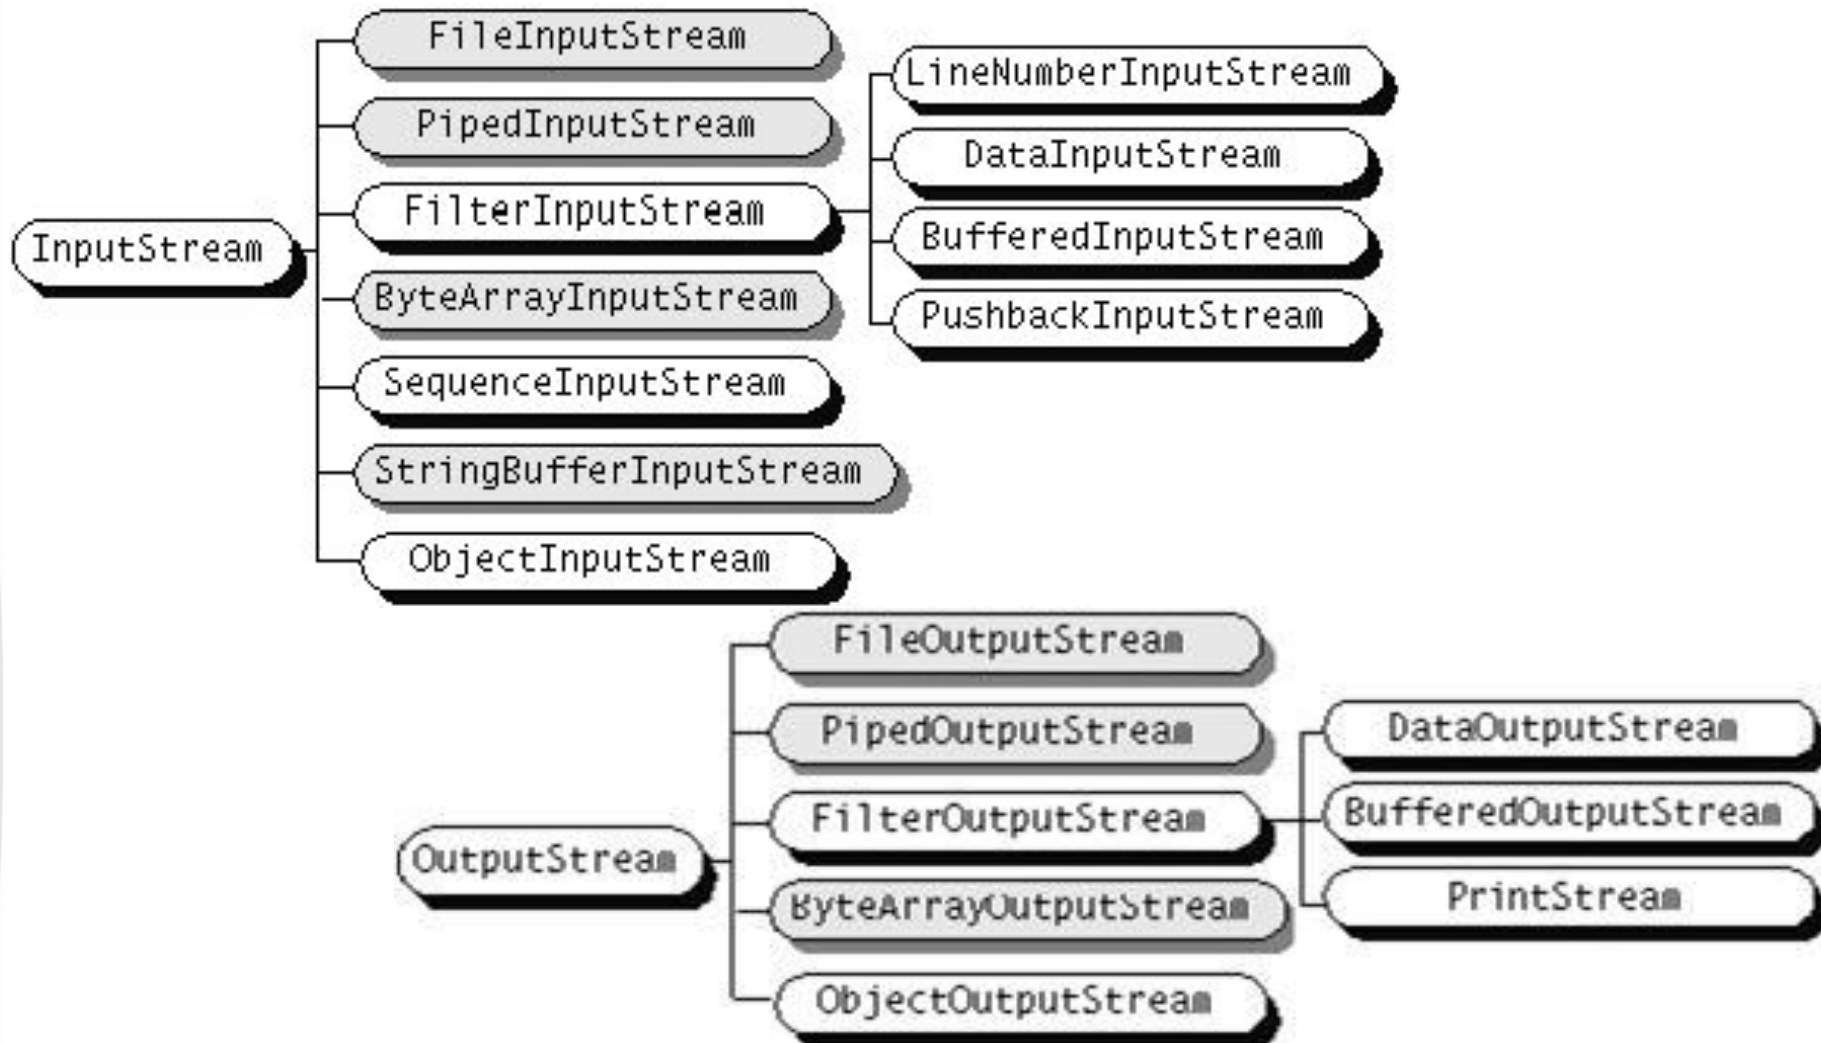 FileInputStream
LineNumberInputStream
PipedInputStream
DataInputStream
FilterInputStream
BufferedInputStream
InputStream
ByteArrayInputStream
PushbackInputStream
SequenceInputStream
StringBufferInputStream
ObjectInputStream
FileOutputStream
PipedOutputStream
DataOutputStream
FilterOutputStream
BufferedOutputStream
OutputStream
ByteArrayOutputStream
PrintStream
ObjectOutputStream